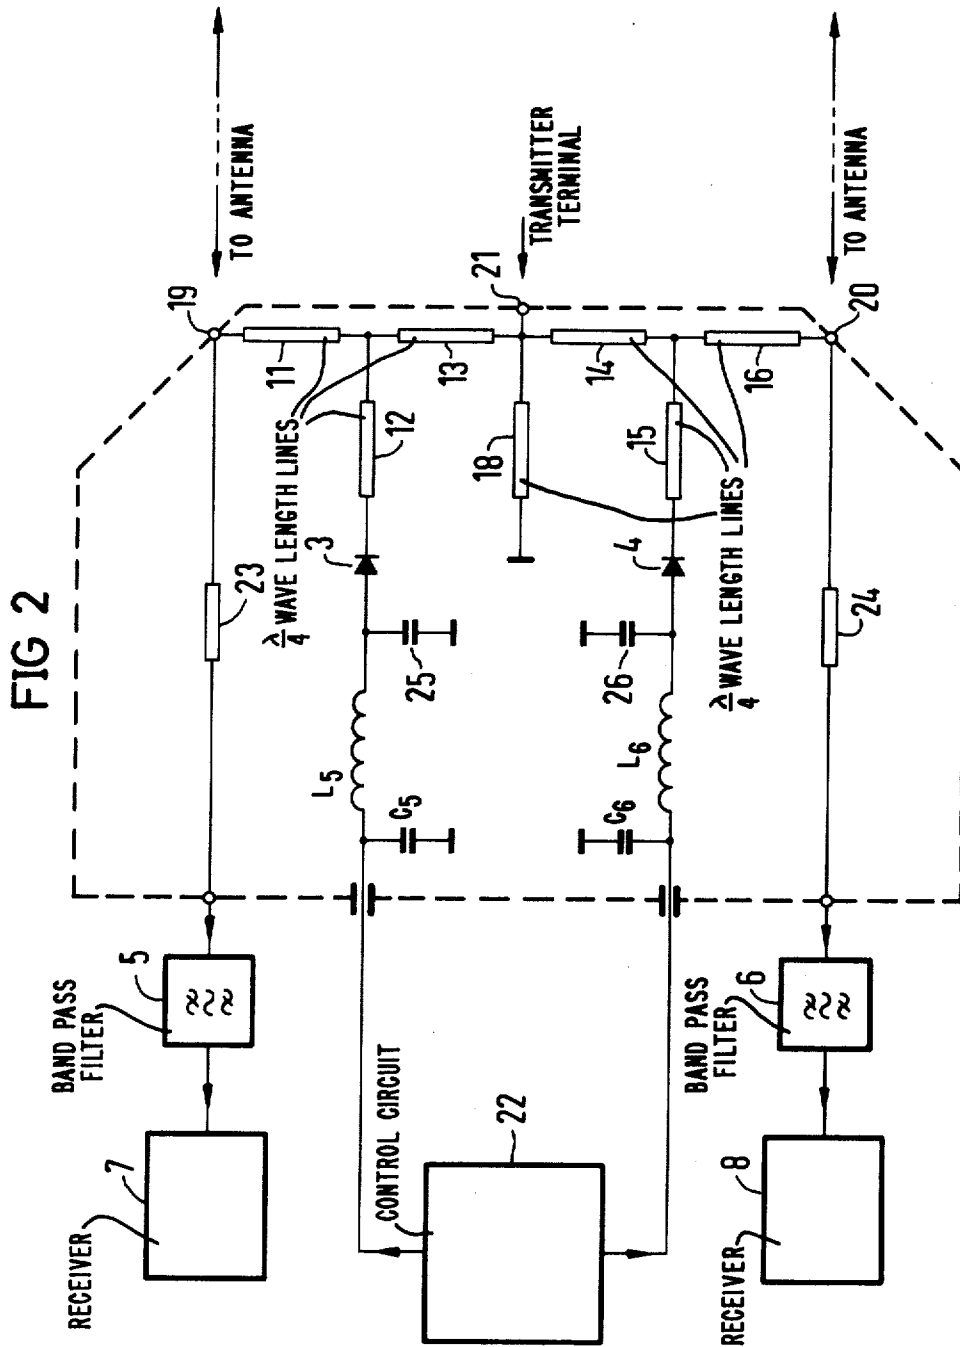 FIG 2
TO ANTENNA
TRANSMITTER
TERMINAL
TO ANTENNA
19
21
20
11
13
14
16
12
18
15
λ/4 WAVE LENGTH LINES
λ/4 WAVE LENGTH LINES
3
4
23
24
25
26
L5
L6
C5
C6
BAND PASS
FILTER
5
BAND PASS
FILTER
6
CONTROL CIRCUIT
22
RECEIVER
7
RECEIVER
8